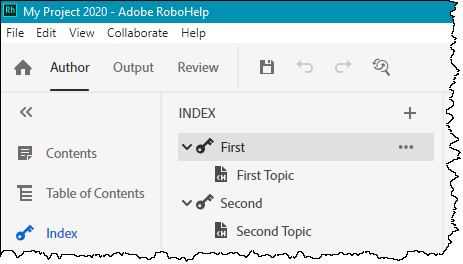 Rh My Project 2020 - Adobe RoboHelp
File Edit View Collaborate Help
Author Output Review
INDEX
First
Contents
First Topic
Table of Contents
Second
Index
Second Topic